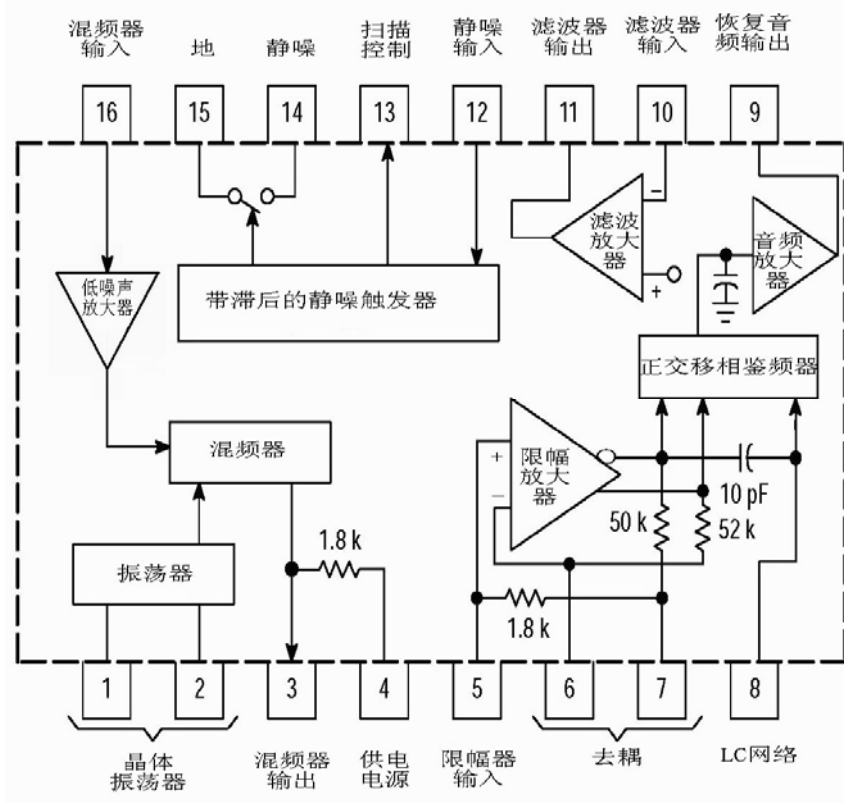 混频器
输入
地
静噪
扫描
控制
静噪
输入
滤波器
输出
滤波器
输入
恢复音
频输出
16
15
14
13
12
11
10
9
低噪声
放大器
带滞后的静噪触发器
滤波
放大
器
−
+
音频
放大
器
正交移相鉴频器
混频器
限幅
放大
器
+
−
10 pF
50 k
52 k
振荡器
1.8 k
1.8 k
1
2
3
4
5
6
7
8
晶体
振荡器
混频器
输出
供电
电源
限幅器
输入
去耦
LC网络